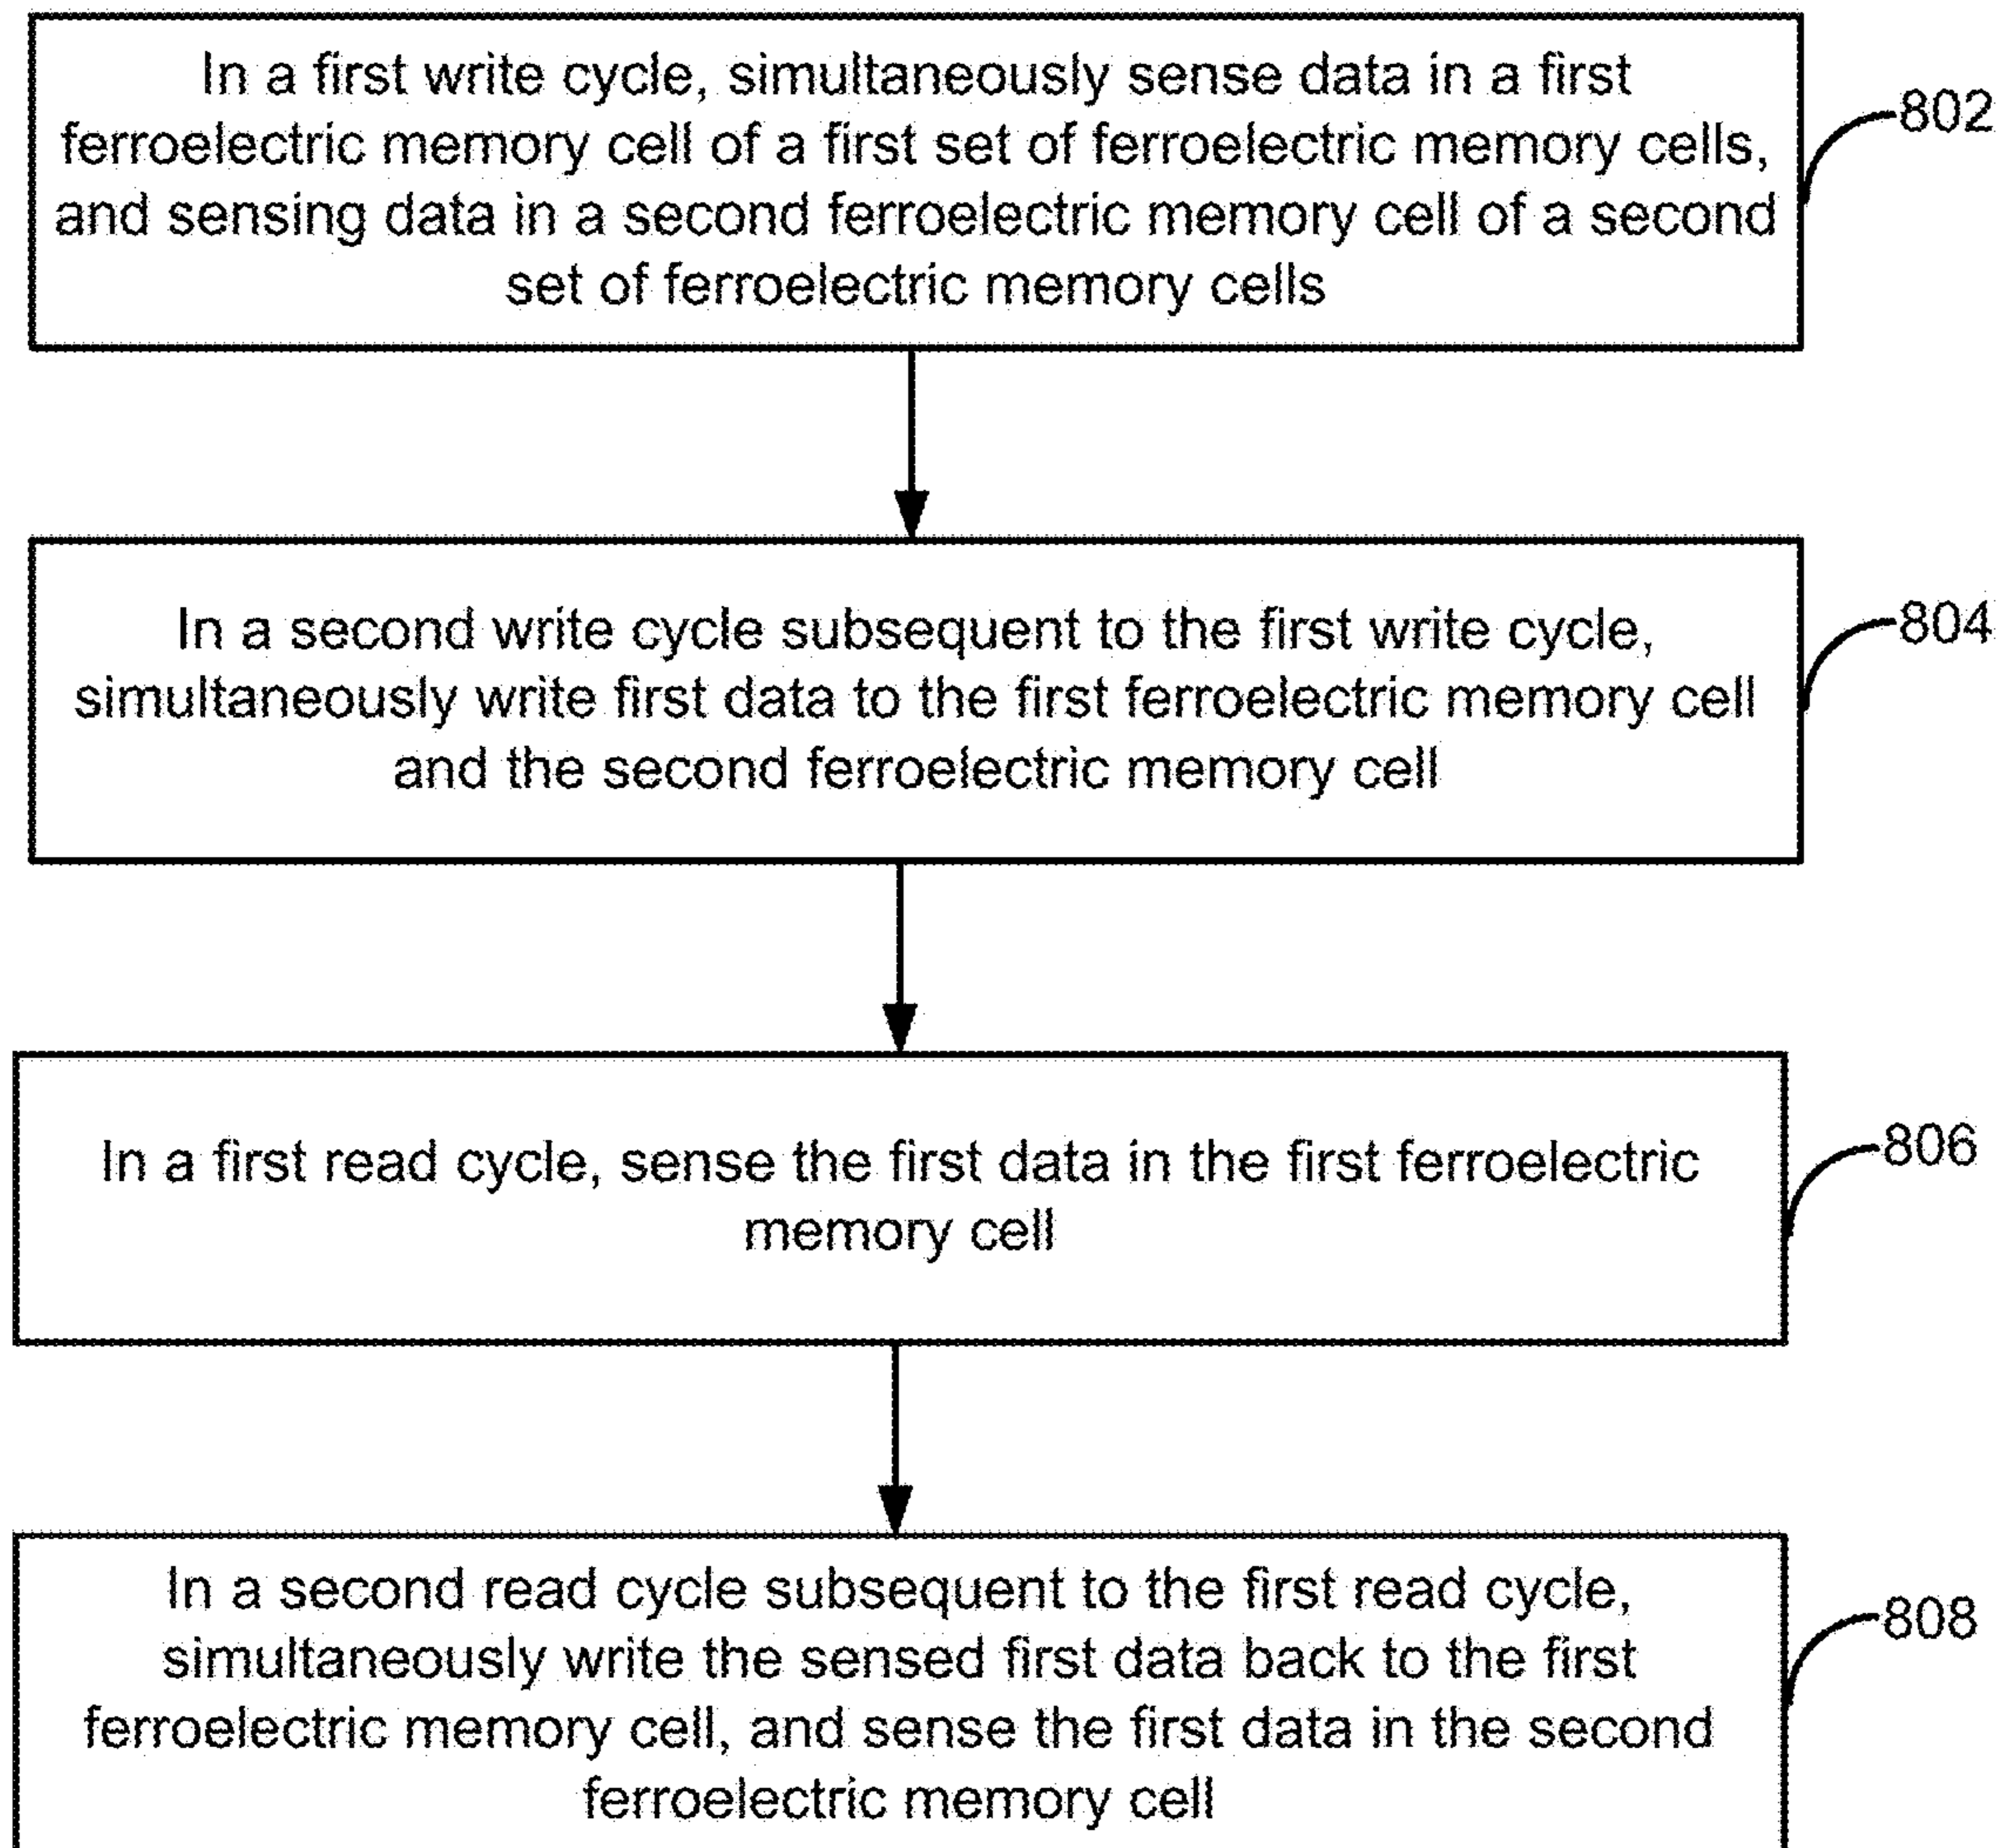 In a first write cycle, simultaneously sense data in a first
ferroelectric memory cell of a first set of ferroelectric memory cells,
and sensing data in a second ferroelectric memory cell of a second
set of ferroelectric memory cells
802
In a second write cycle subsequent to the first write cycle,
simultaneously write first data to the first ferroelectric memory cell
and the second ferroelectric memory cell
804
In a first read cycle, sense the first data in the first ferroelectric
memory cell
806
In a second read cycle subsequent to the first read cycle,
simultaneously write the sensed first data back to the first
ferroelectric memory cell, and sense the first data in the second
ferroelectric memory cell
808